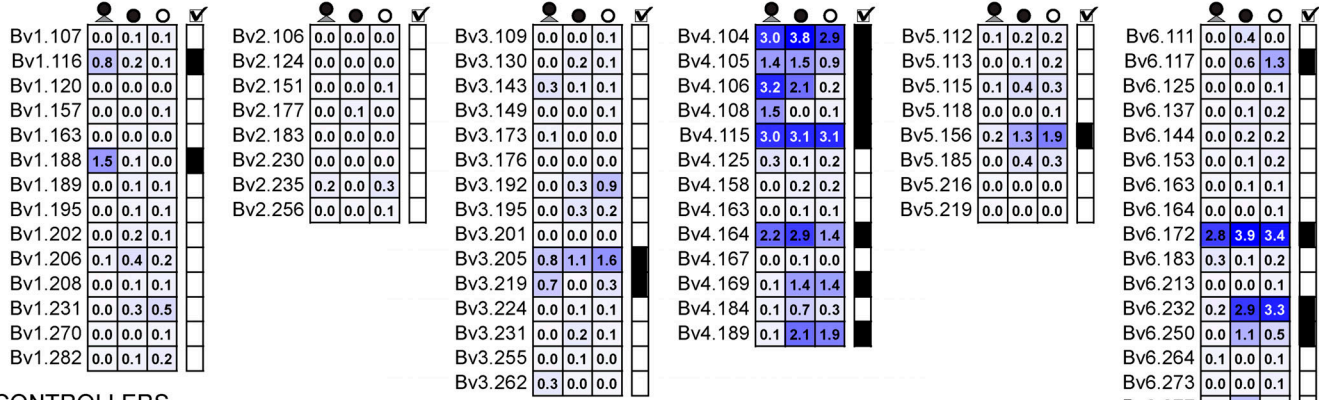 Bv1.107 0.0 0.1 0.1
Bv1.116 0.8 0.2 0.1
Bv1.120 0.0 0.0 0.0
Bv1.157 0.0 0.0 0.1
Bv1.163 0.0 0.0 0.0
Bv1.188 1.5 0.1 0.0
Bv1.189 0.0 0.1 0.1
Bv1.195 0.0 0.1 0.1
Bv1.202 0.0 0.2 0.1
Bv1.206 0.1 0.4 0.2
Bv1.208 0.0 0.1 0.1
Bv1.231 0.0 0.3 0.5
Bv1.270 0.0 0.0 0.1
Bv1.282 0.0 0.1 0.2
Bv2.106 0.0 0.0 0.0
Bv2.124 0.0 0.0 0.0
Bv2.151 0.0 0.0 0.1
Bv2.177 0.0 0.1 0.0
Bv2.183 0.0 0.0 0.0
Bv2.230 0.0 0.0 0.0
Bv2.235 0.2 0.0 0.3
Bv2.256 0.0 0.0 0.1
Bv3.109 0.0 0.0 0.1
Bv3.130 0.0 0.2 0.1
Bv3.143 0.3 0.1 0.1
Bv3.149 0.0 0.0 0.1
Bv3.173 0.1 0.0 0.0
Bv3.176 0.0 0.0 0.0
Bv3.192 0.0 0.3 0.9
Bv3.195 0.0 0.3 0.2
Bv3.201 0.0 0.0 0.0
Bv3.205 0.8 1.1 1.6
Bv3.219 0.7 0.0 0.3
Bv3.224 0.0 0.1 0.1
Bv3.231 0.0 0.2 0.1
Bv3.255 0.0 0.1 0.0
Bv3.262 0.3 0.0 0.0
Bv4.104 3.0 3.8 2.9
Bv4.105 1.4 1.5 0.9
Bv4.106 3.2 2.1 0.2
Bv4.108 1.5 0.0 0.1
Bv4.115 3.0 3.1 3.1
Bv4.125 0.3 0.1 0.2
Bv4.158 0.0 0.2 0.2
Bv4.163 0.0 0.1 0.1
Bv4.164 2.2 2.9 1.4
Bv4.167 0.0 0.1 0.0
Bv4.169 0.1 1.4 1.4
Bv4.184 0.1 0.7 0.3
Bv4.189 0.1 2.1 1.9
Bv5.112 0.1 0.2 0.2
Bv5.113 0.0 0.1 0.2
Bv5.115 0.1 0.4 0.3
Bv5.118 0.0 0.0 0.1
Bv5.156 0.2 1.3 1.9
Bv5.185 0.0 0.4 0.3
Bv5.216 0.0 0.0 0.0
Bv5.219 0.0 0.0 0.0
Bv6.111 0.0 0.4 0.0
Bv6.117 0.0 0.6 1.3
Bv6.125 0.0 0.0 0.1
Bv6.137 0.0 0.1 0.2
Bv6.144 0.0 0.2 0.2
Bv6.153 0.0 0.1 0.2
Bv6.163 0.0 0.1 0.1
Bv6.164 0.0 0.0 0.1
Bv6.172 2.8 3.9 3.4
Bv6.183 0.3 0.1 0.2
Bv6.213 0.0 0.0 0.1
Bv6.232 0.2 2.9 3.3
Bv6.250 0.0 1.1 0.5
Bv6.264 0.1 0.0 0.1
Bv6.273 0.0 0.0 0.1
CONTROLLERS